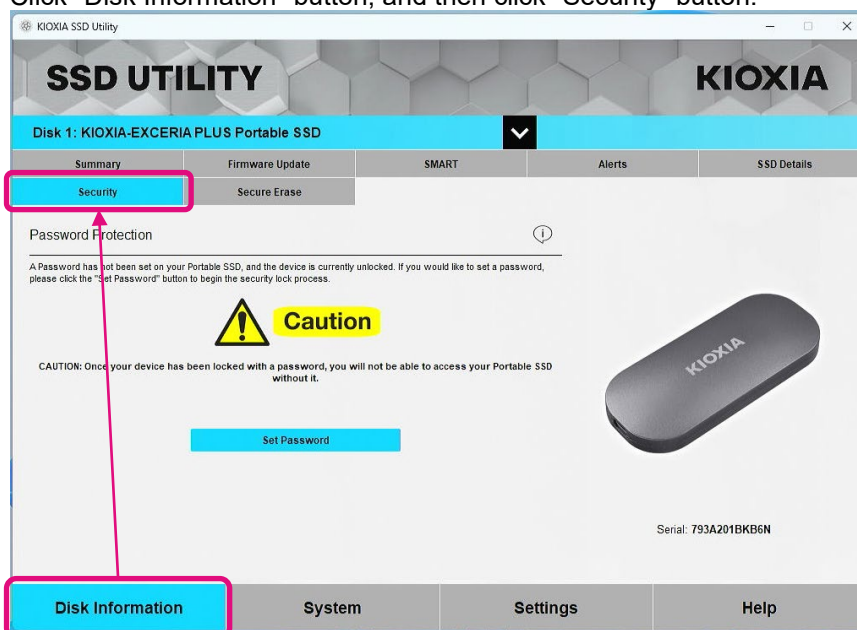 Click "Disk Information" button, and then click "Security" button.
KIOXIA SSD Utility
SSD UTILITY
KIOXIA
Disk 1: KIOXIA-EXCERIA PLUS Portable SSD
Summary
Firmware Update
SMART
Alerts
SSD Details
Security
Secure Erase
Password Protection
A Password has not been set on your Portable SSD, and the device is currently unlocked. If you would like to set a password,
please click the "Set Password" button to begin the security lock process.
Caution
CAUTION: Once your device has been locked with a password, you will not be able to access your Portable SSD
without it.
KIOXIA
Set Password
Serial: 793A201BKB6N
Disk Information
System
Settings
Help